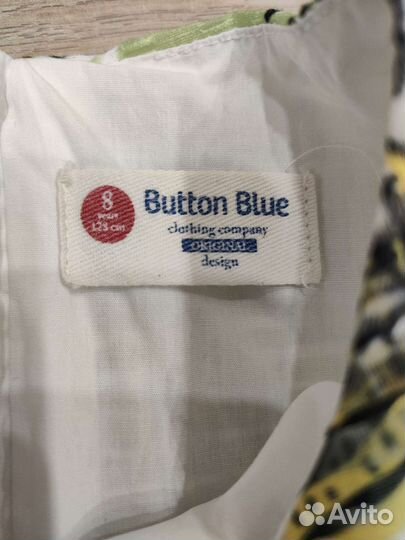 8
years
128 cm
Button Blue
clothing company
ORIGINAL
design
Avito